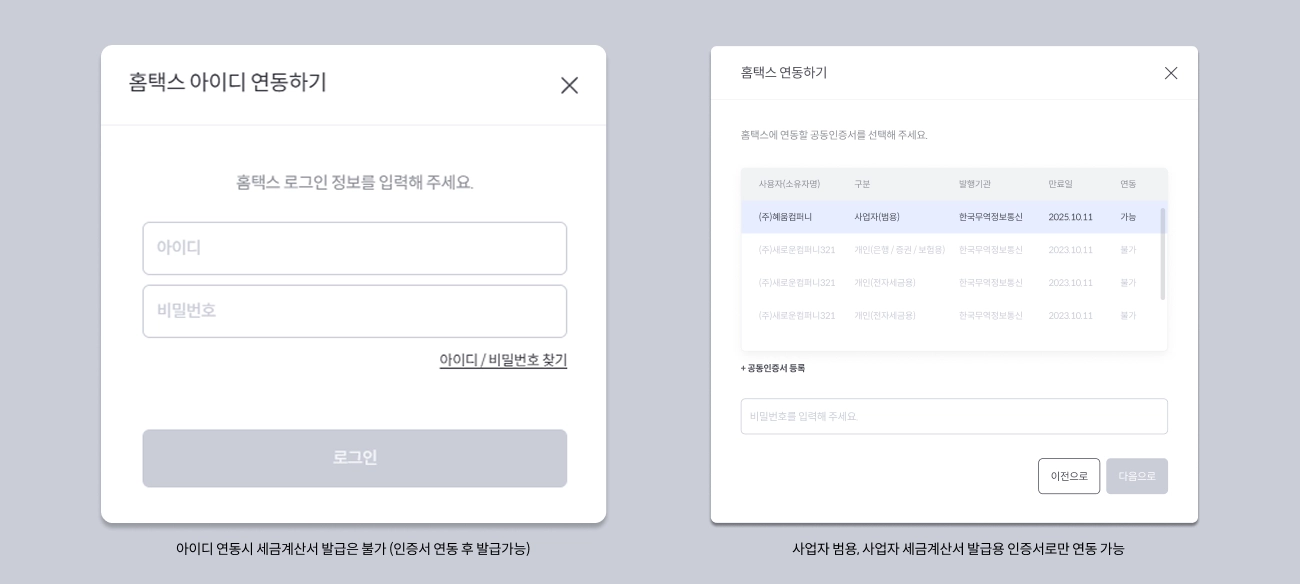 홈택스 아이디 연동하기
홈택스 로그인 정보를 입력해 주세요.
아이디
비밀번호
아이디 / 비밀번호 찾기
로그인
아이디 연동시 세금계산서 발급은 불가 (인증서 연동 후 발급가능)
홈택스 연동하기
홈택스에 연동할 공동인증서를 선택해 주세요.
사용자(소유자명) 구분 발행기관 만료일 연동
(주)혜움컴퍼니 사업자(범용) 한국무역정보통신 2025.10.11 가능
(주)새로운컴퍼니321 개인(은행 / 증권 / 보험용) 한국무역정보통신 2023.10.11 불가
(주)새로운컴퍼니321 개인(전자세금용) 한국무역정보통신 2023.10.11 불가
(주)새로운컴퍼니321 개인(전자세금용) 한국무역정보통신 2023.10.11 불가
+ 공동인증서 등록
비밀번호를 입력해 주세요.
이전으로 다음으로
사업자 범용, 사업자 세금계산서 발급용 인증서로만 연동 가능